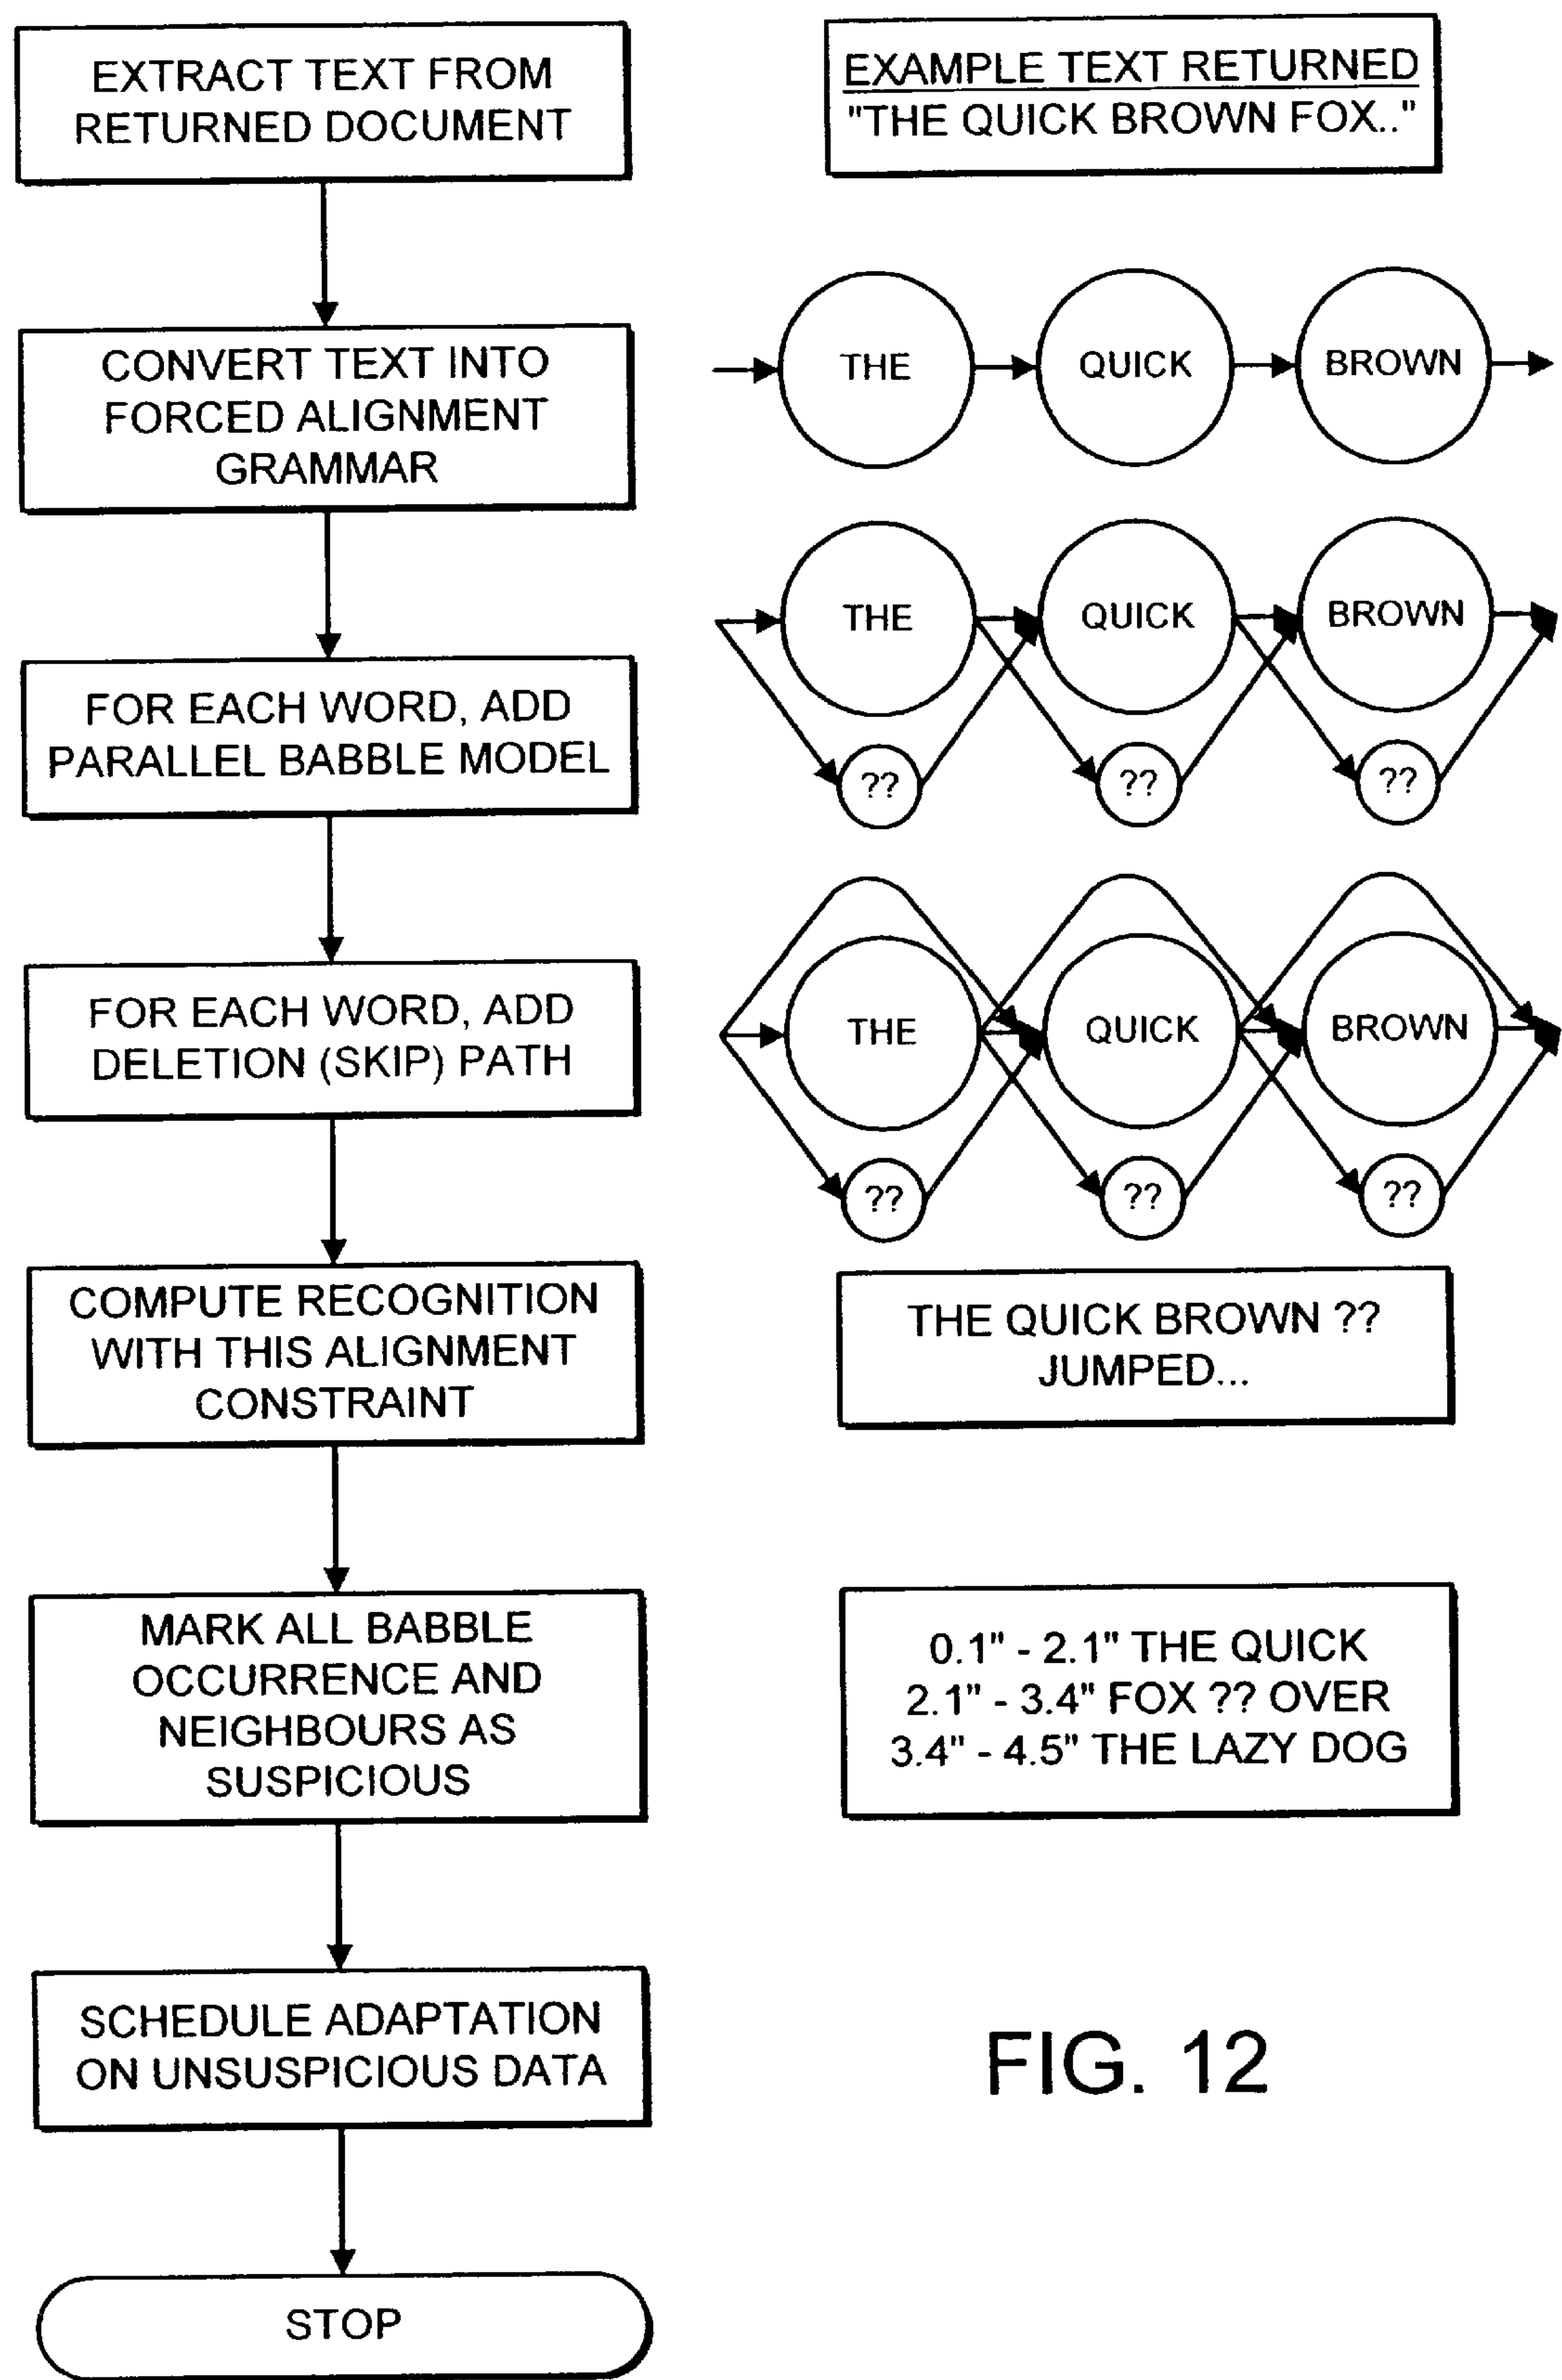 EXTRACT TEXT FROM
RETURNED DOCUMENT
EXAMPLE TEXT RETURNED
"THE QUICK BROWN FOX.."
CONVERT TEXT INTO
FORCED ALIGNMENT
GRAMMAR
THE
QUICK
BROWN
FOR EACH WORD, ADD
PARALLEL BABBLE MODEL
THE
QUICK
BROWN
??
??
??
FOR EACH WORD, ADD
DELETION (SKIP) PATH
THE
QUICK
BROWN
??
??
??
COMPUTE RECOGNITION
WITH THIS ALIGNMENT
CONSTRAINT
THE QUICK BROWN ??
JUMPED...
MARK ALL BABBLE
OCCURRENCE AND
NEIGHBOURS AS
SUSPICIOUS
0.1" - 2.1" THE QUICK
2.1" - 3.4" FOX ?? OVER
3.4" - 4.5" THE LAZY DOG
SCHEDULE ADAPTATION
ON UNSUSPICIOUS DATA
FIG. 12
STOP